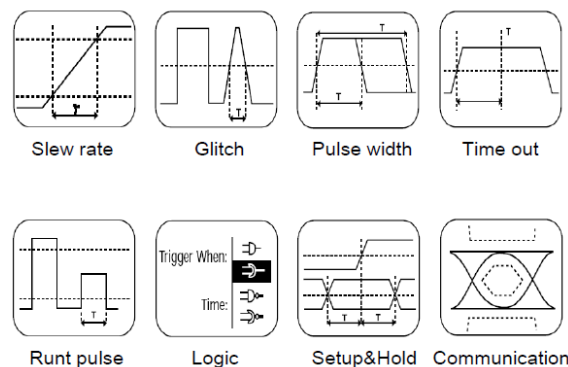 T
Slew rate
T
Glitch
T
T
Pulse width
T
Time out
T
Runt pulse
Trigger When:
Time:
Logic
T
T
Setup&Hold
Communication